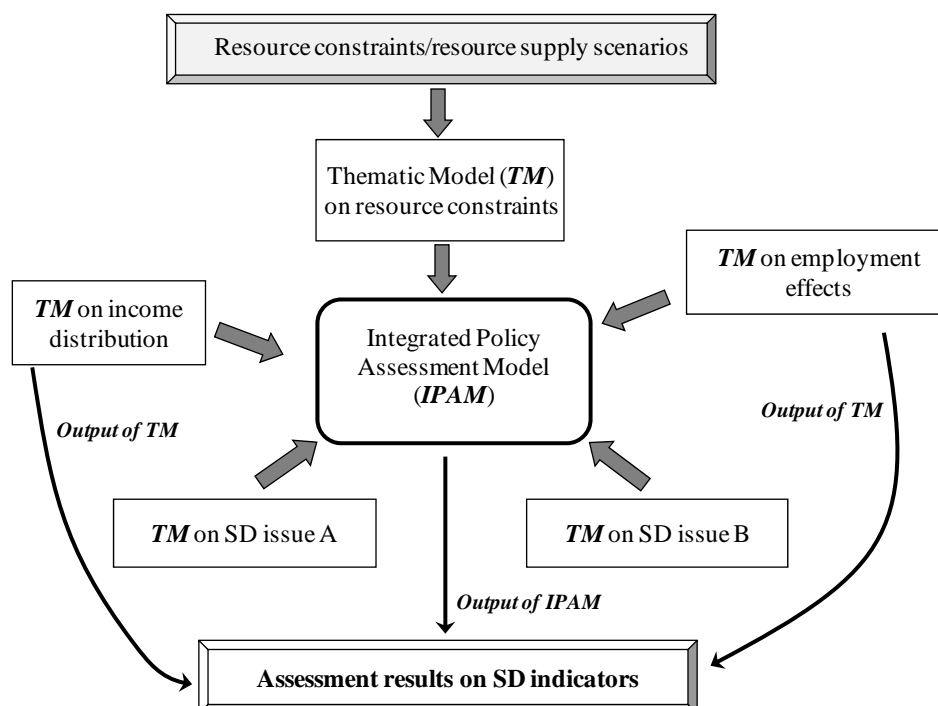 Resource constraints/resource supply scenarios
Thematic Model (TM)
on resource constraints
TM on employment
effects
TM on income
distribution
Integrated Policy
Assessment Model
(IPAM)
Output of TM
Output of TM
TM on SD issue A
TM on SD issue B
Output of IPAM
Assessment results on SD indicators